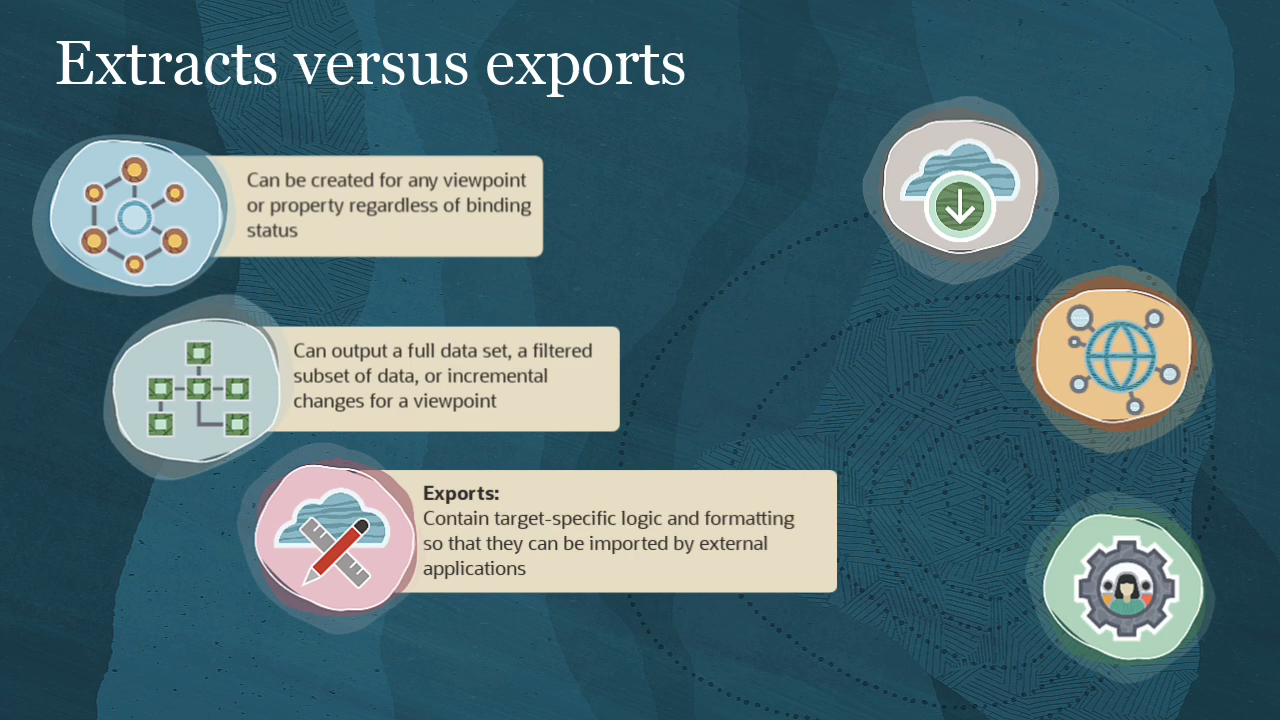 Extracts versus exports
Can be created for any viewpoint
or property regardless of binding
status
Can output a full data set, a filtered
subset of data, or incremental
changes for a viewpoint
Exports:
Contain target-specific logic and formatting
so that they can be imported by external
applications